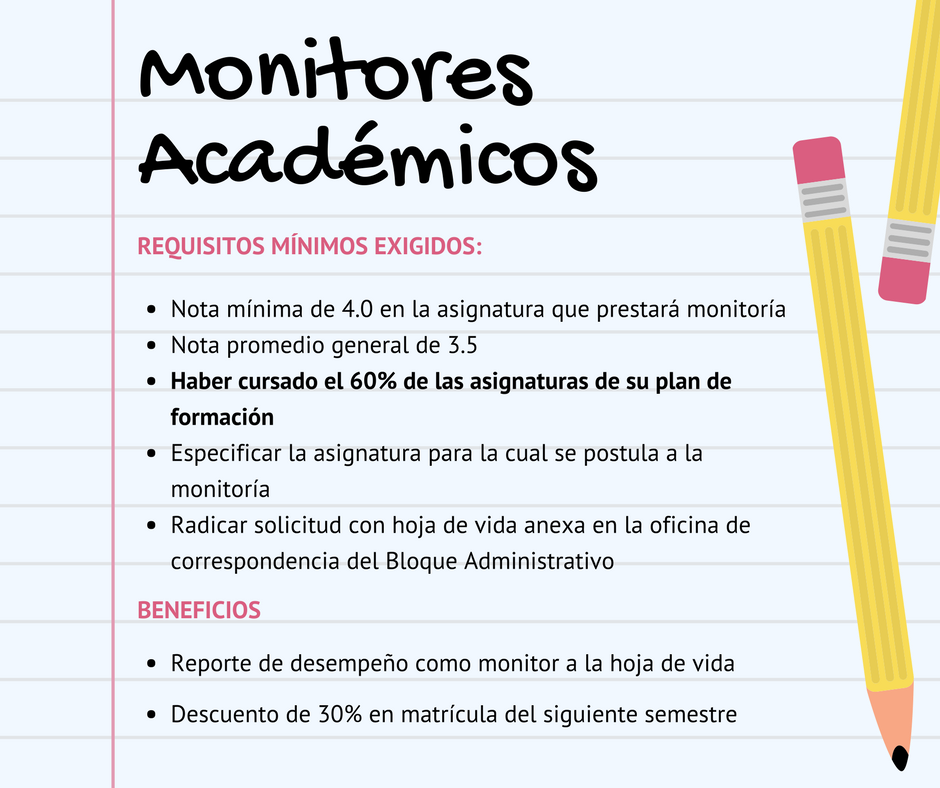 Monitores
Académicos
REQUISITOS MÍNIMOS EXIGIDOS:
• Nota mínima de 4.0 en la asignatura que prestará monitoría
• Nota promedio general de 3.5
• Haber cursado el 60% de las asignaturas de su plan de
formación
• Especificar la asignatura para la cual se postula a la
monitoría
• Radicar solicitud con hoja de vida anexa en la oficina de
correspondencia del Bloque Administrativo
BENEFICIOS
• Reporte de desempeño como monitor a la hoja de vida
• Descuento de 30% en matrícula del siguiente semestre